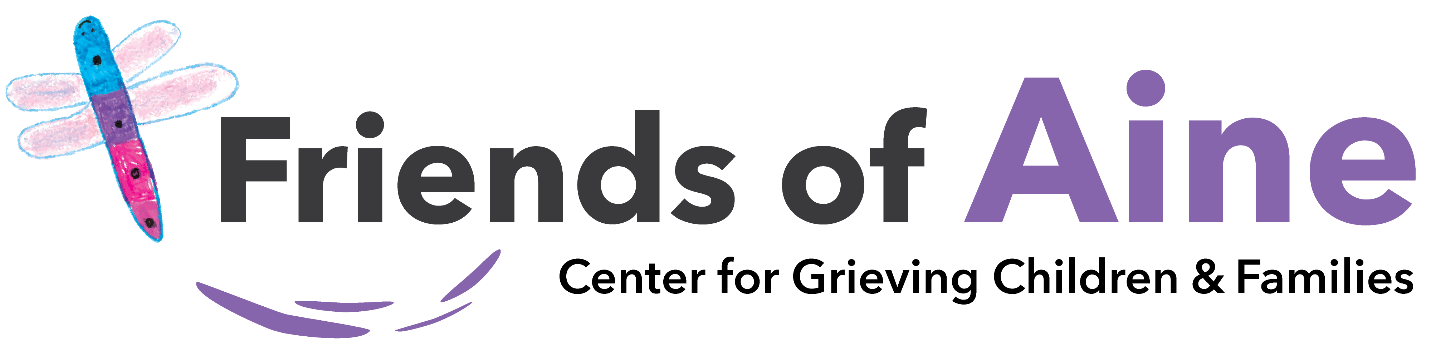 Friends of Aine
Center for Grieving Children & Families